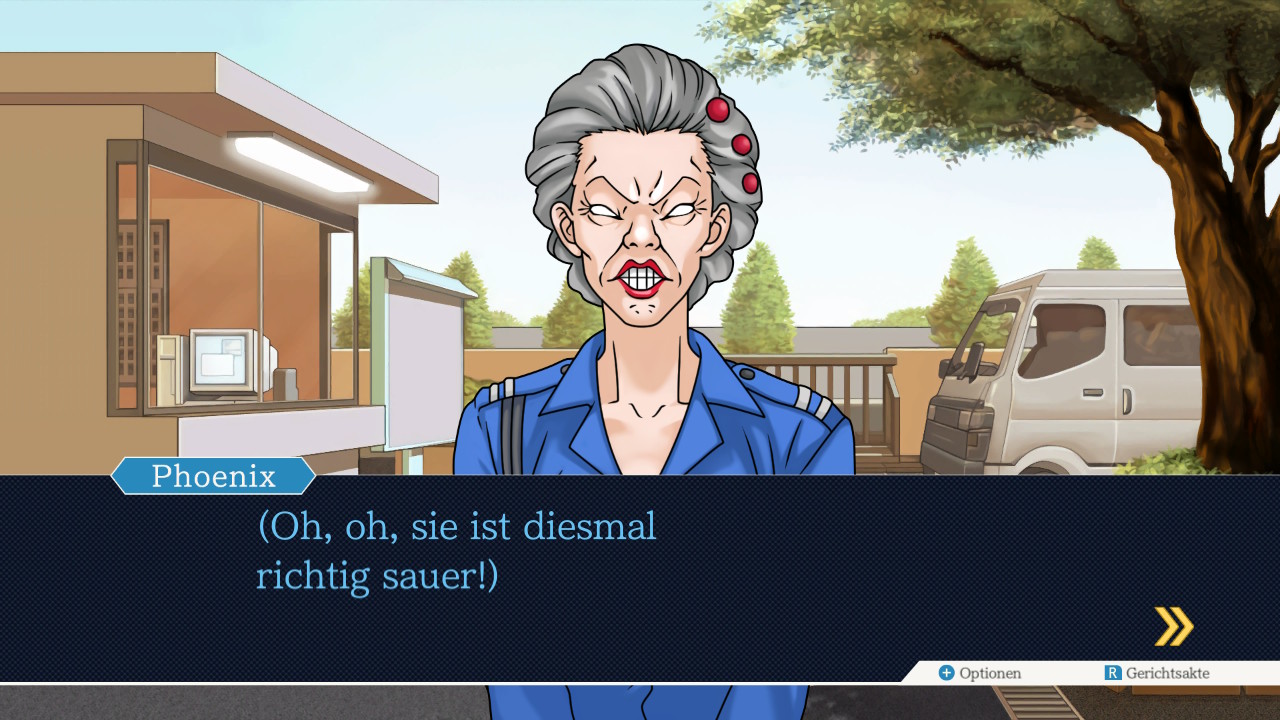 Phoenix
(Oh, oh, sie ist diesmal
richtig sauer!)
+ Optionen
R Gerichtsakte